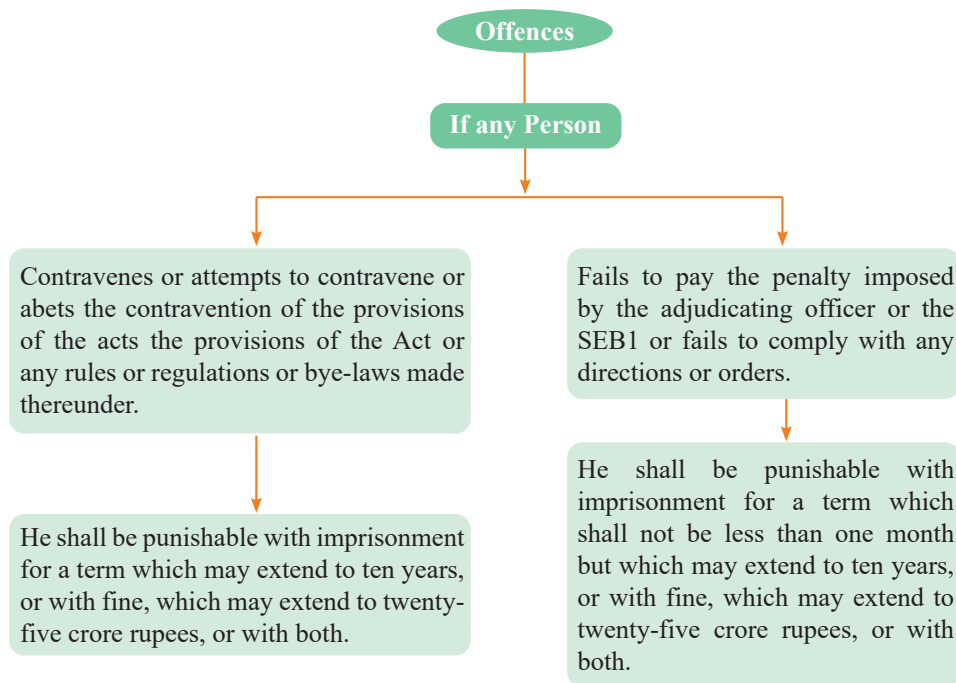 Offences
If any Person
Contravenes or attempts to contravene or
abets the contravention of the provisions
of the acts the provisions of the Act or
any rules or regulations or bye-laws made
thereunder.
He shall be punishable with imprisonment
for a term which may extend to ten years,
or with fine, which may extend to twenty-
five crore rupees, or with both.
Fails to pay the penalty imposed
by the adjudicating officer or the
SEB1 or fails to comply with any
directions or orders.
He shall be punishable with
imprisonment for a term which
shall not be less than one month
but which may extend to ten years,
or with fine, which may extend to
twenty-five crore rupees, or with
both.